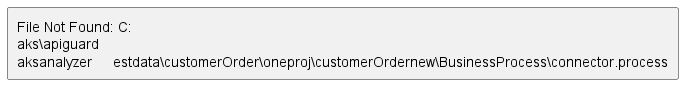 File Not Found: C:
aks\apiguard
aksanalyzer estdata\customerOrder\oneproj\customerOrdernew\BusinessProcess\connector.process